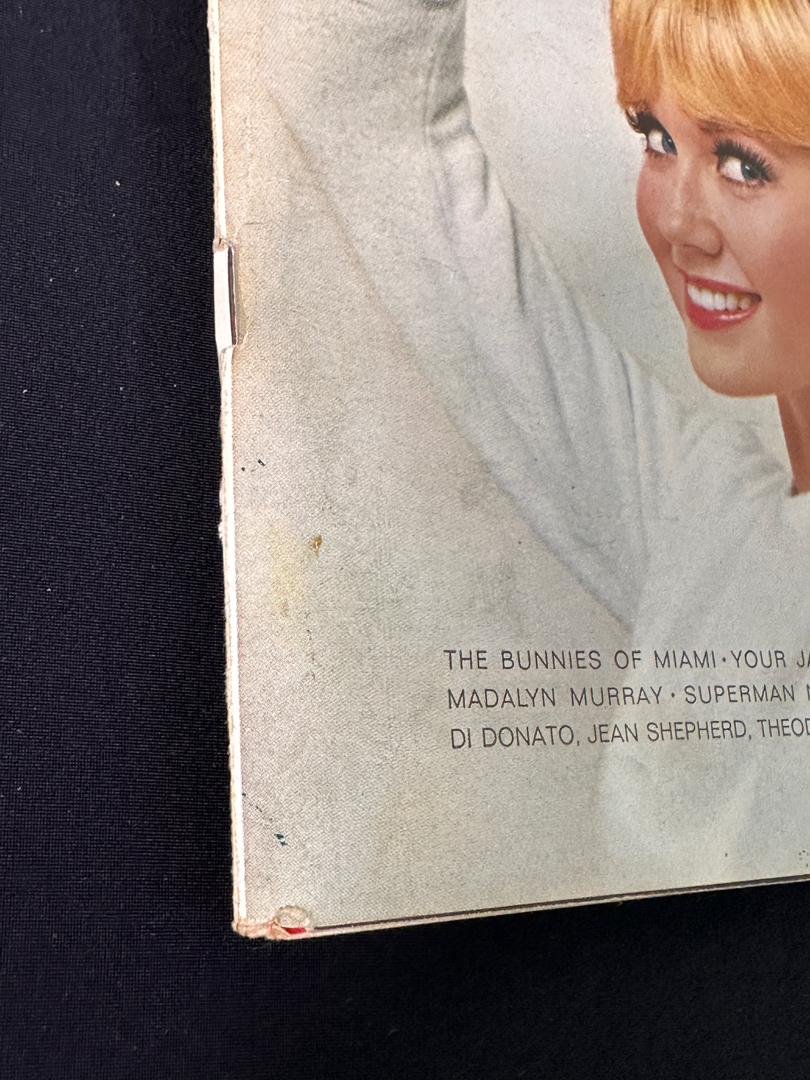 THE BUNNIES OF MIAMI • YOUR
MADALYN MURRAY • SUPERMAN
DI DONATO, JEAN SHEPHERD,